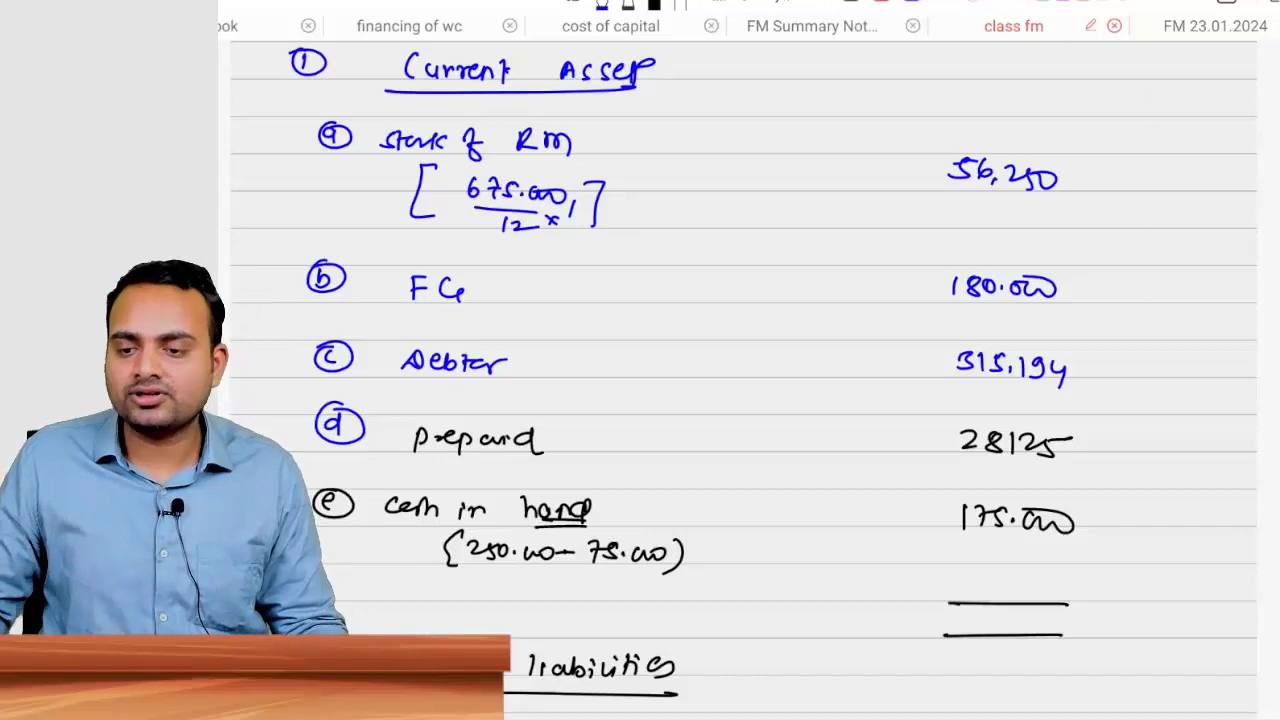 ook financing of wc cost of capital FM Summary Not... class fm FM 23.01.2024
① Current Asset
ⓐ stock of RM
[ 675.000 / 12 × 1 ] 56,250
ⓑ FG 180.000
ⓒ Debtor 315,194
ⓓ prepaid 28125
ⓔ cash in hand 175.000
(250.000 - 75.000)
liabilities